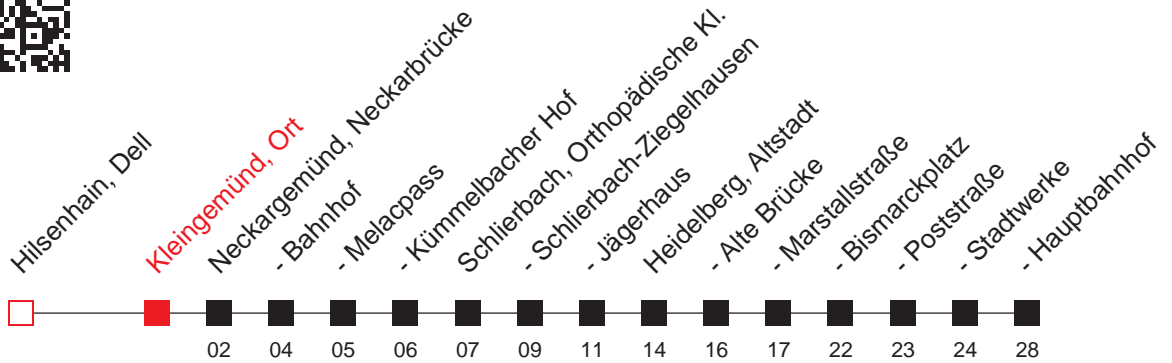 Hilsenhain, Dell
Kleingemünd, Ort
Neckargemünd, Neckarbrücke
- Bahnhof
- Melacpass
- Kümmelbacher Hof
Schlierbach, Orthopädische Kl.
- Schlierbach-Ziegelhausen
- Jägerhaus
Heidelberg, Altstadt
- Alte Brücke
- Marstallstraße
- Bismarckplatz
- Poststraße
- Stadtwerke
- Hauptbahnhof
02 04 05 06 07 09 11 14 16 17 22 23 24 28